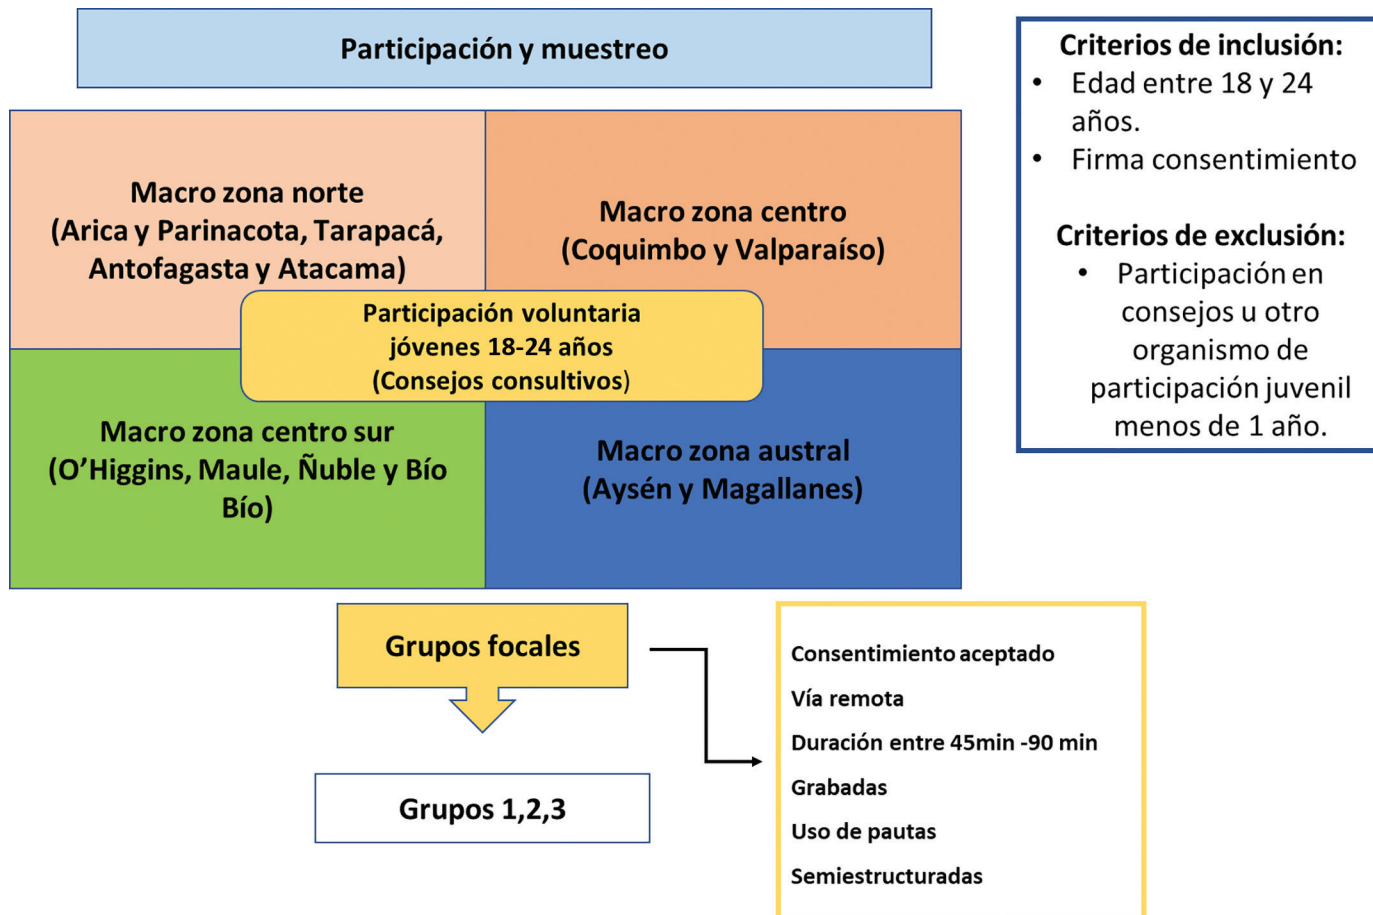 Participación y muestreo
Macro zona norte
(Arica y Parinacota, Tarapacá,
Antofagasta y Atacama)
Macro zona centro
(Coquimbo y Valparaíso)
Participación voluntaria
jóvenes 18-24 años
(Consejos consultivos)
Macro zona centro sur
(O’Higgins, Maule, Ñuble y Bío
Bío)
Macro zona austral
(Aysén y Magallanes)
Criterios de inclusión:
• Edad entre 18 y 24
años.
• Firma consentimiento
Criterios de exclusión:
• Participación en
consejos u otro
organismo de
participación juvenil
menos de 1 año.
Grupos focales
Grupos 1,2,3
Consentimiento aceptado
Vía remota
Duración entre 45min -90 min
Grabadas
Uso de pautas
Semiestructuradas